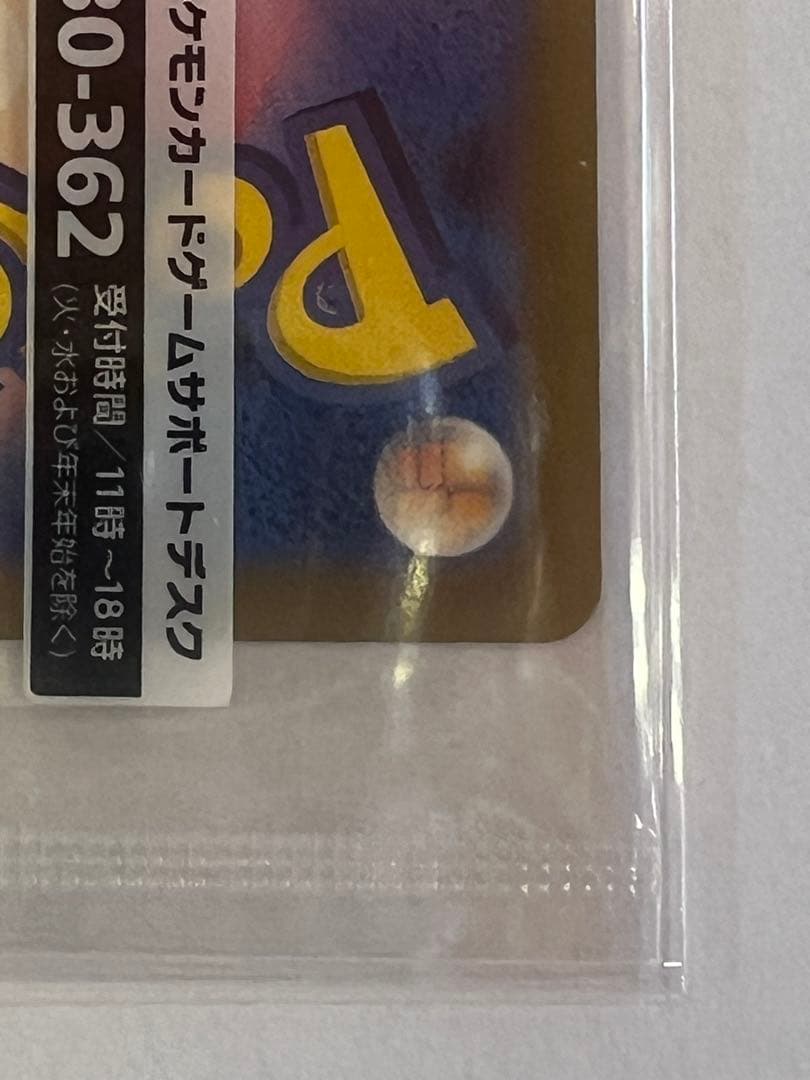 ケモンカードゲームサポートデスク
60-362
受付時間/11時~18時
(火・水および年末年始を除く)
Po